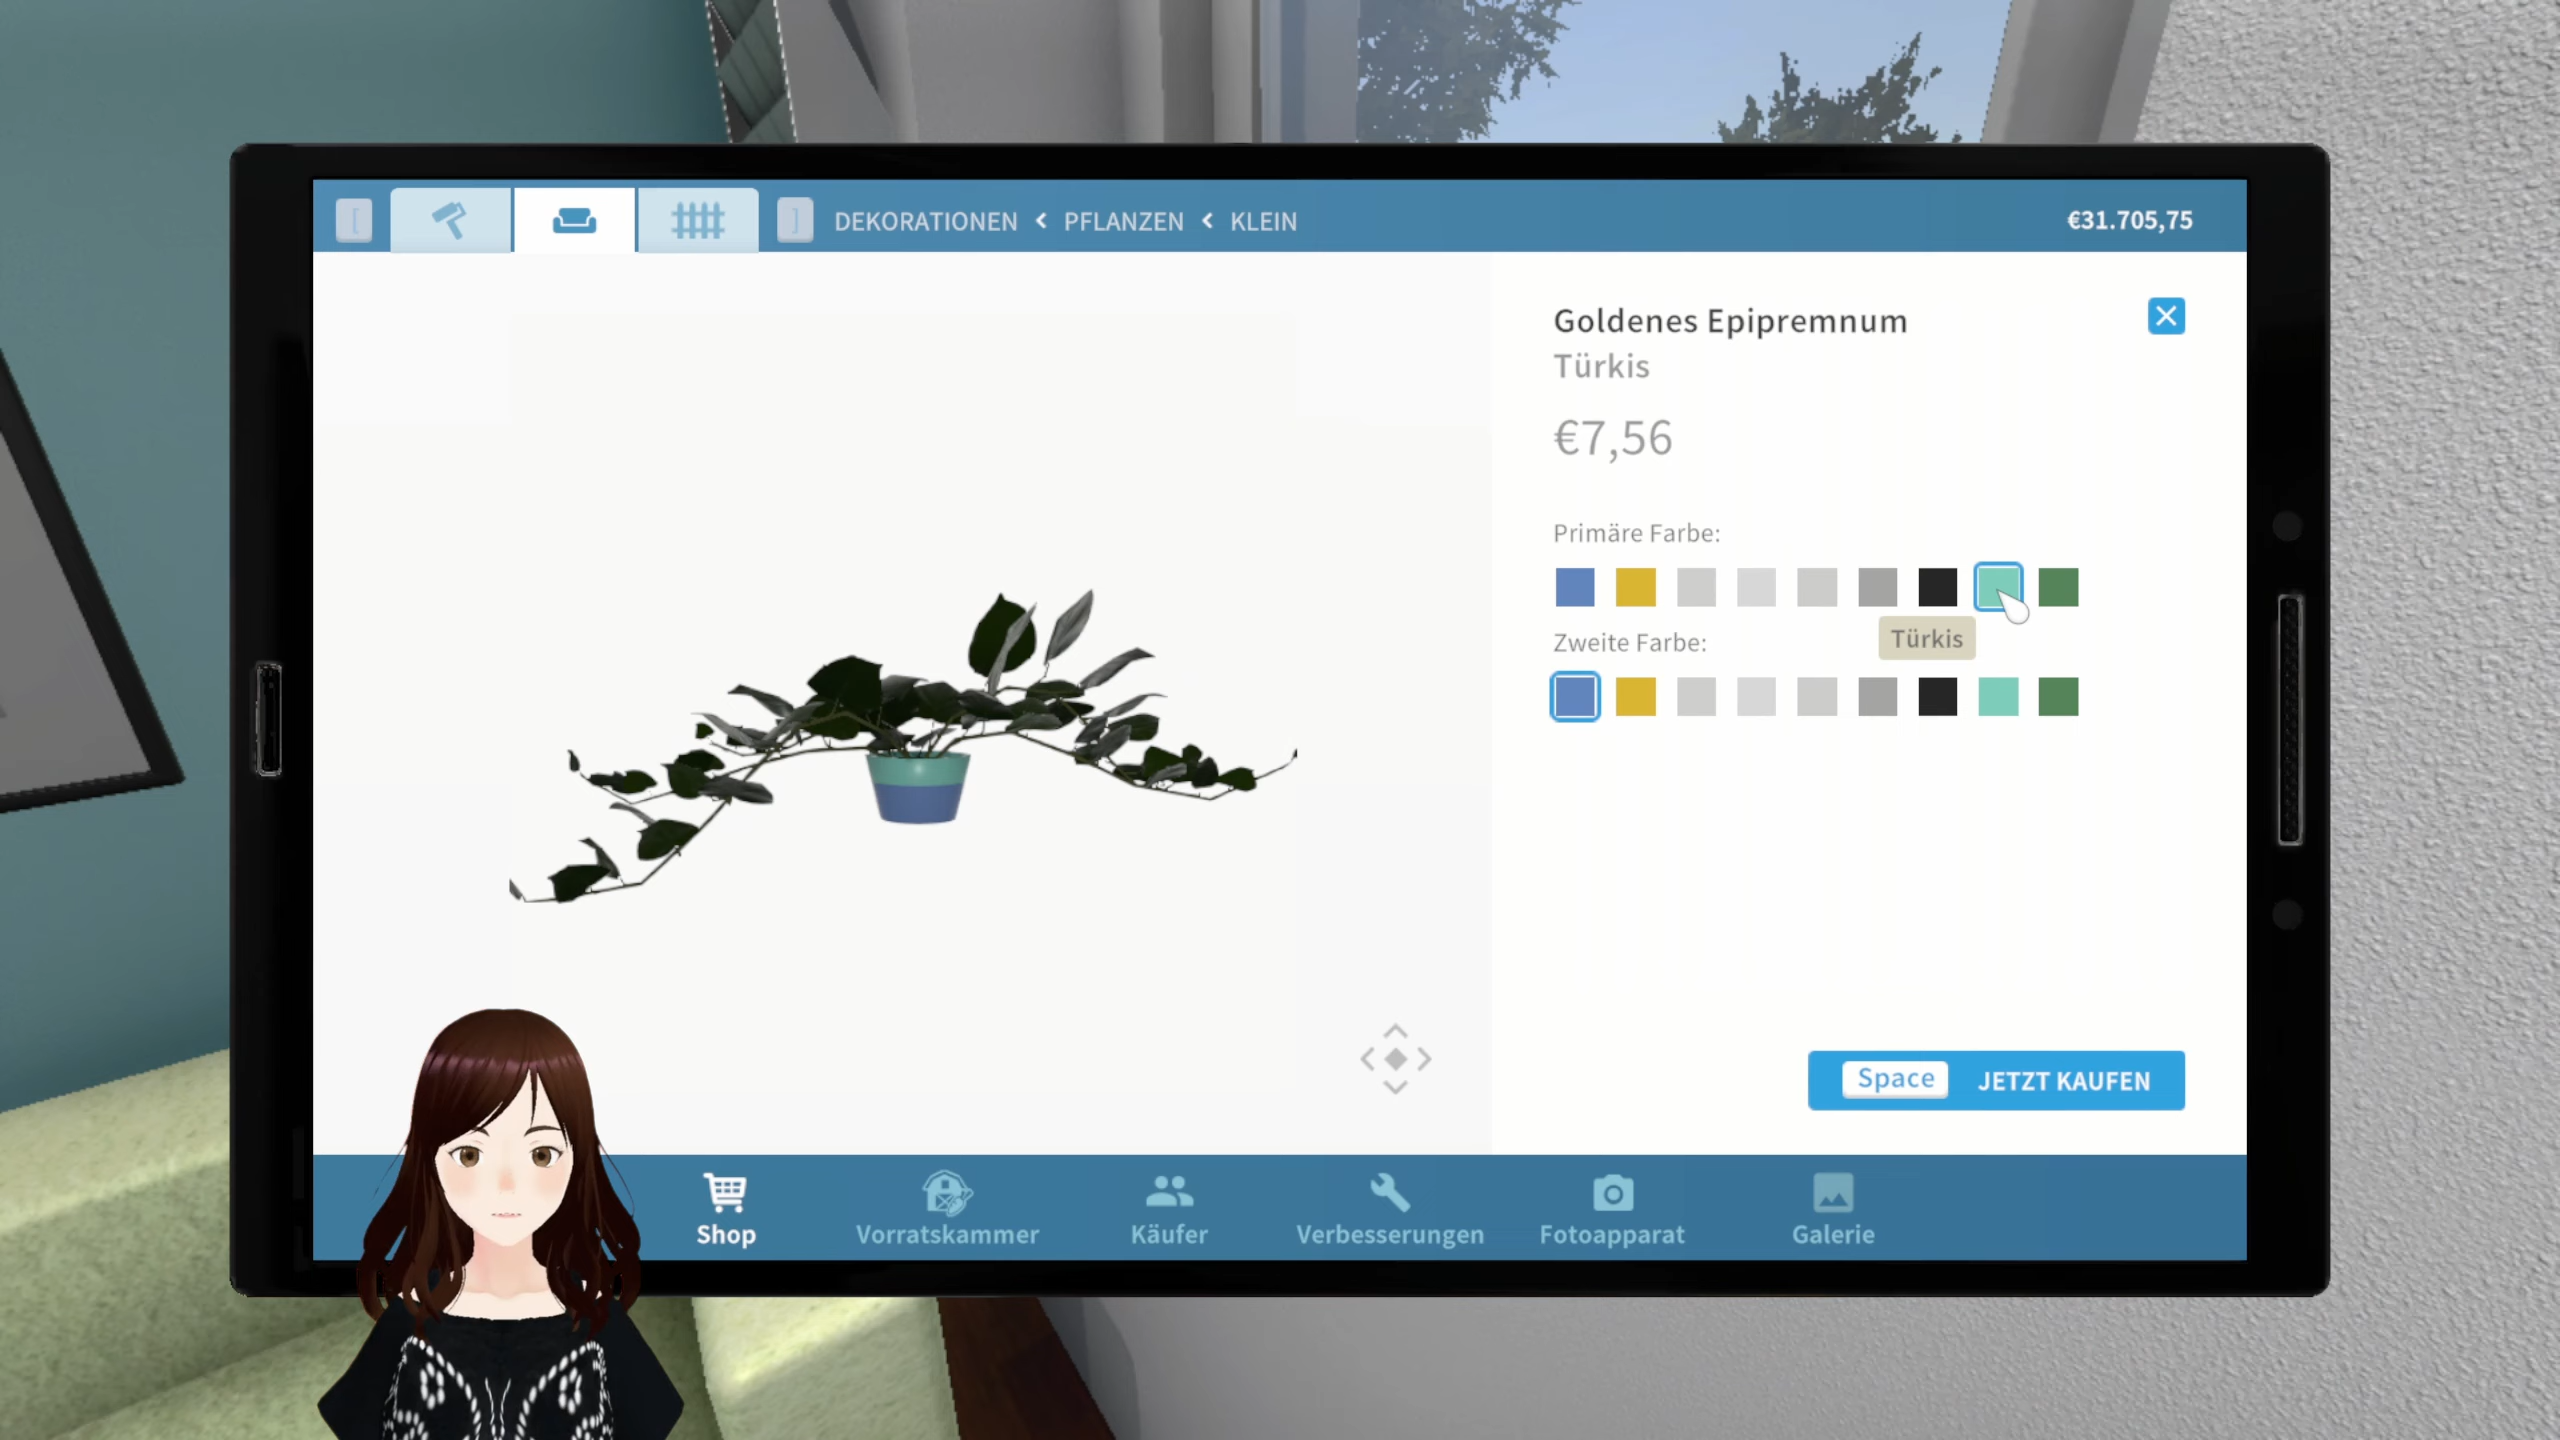 [
] DEKORATIONEN < PFLANZEN < KLEIN
€31.705,75
Goldenes Epipremnum
Türkis
€7,56
Primäre Farbe:
Türkis
Zweite Farbe:
Space JETZT KAUFEN
Shop Vorratskammer Käufer Verbesserungen Fotoapparat Galerie